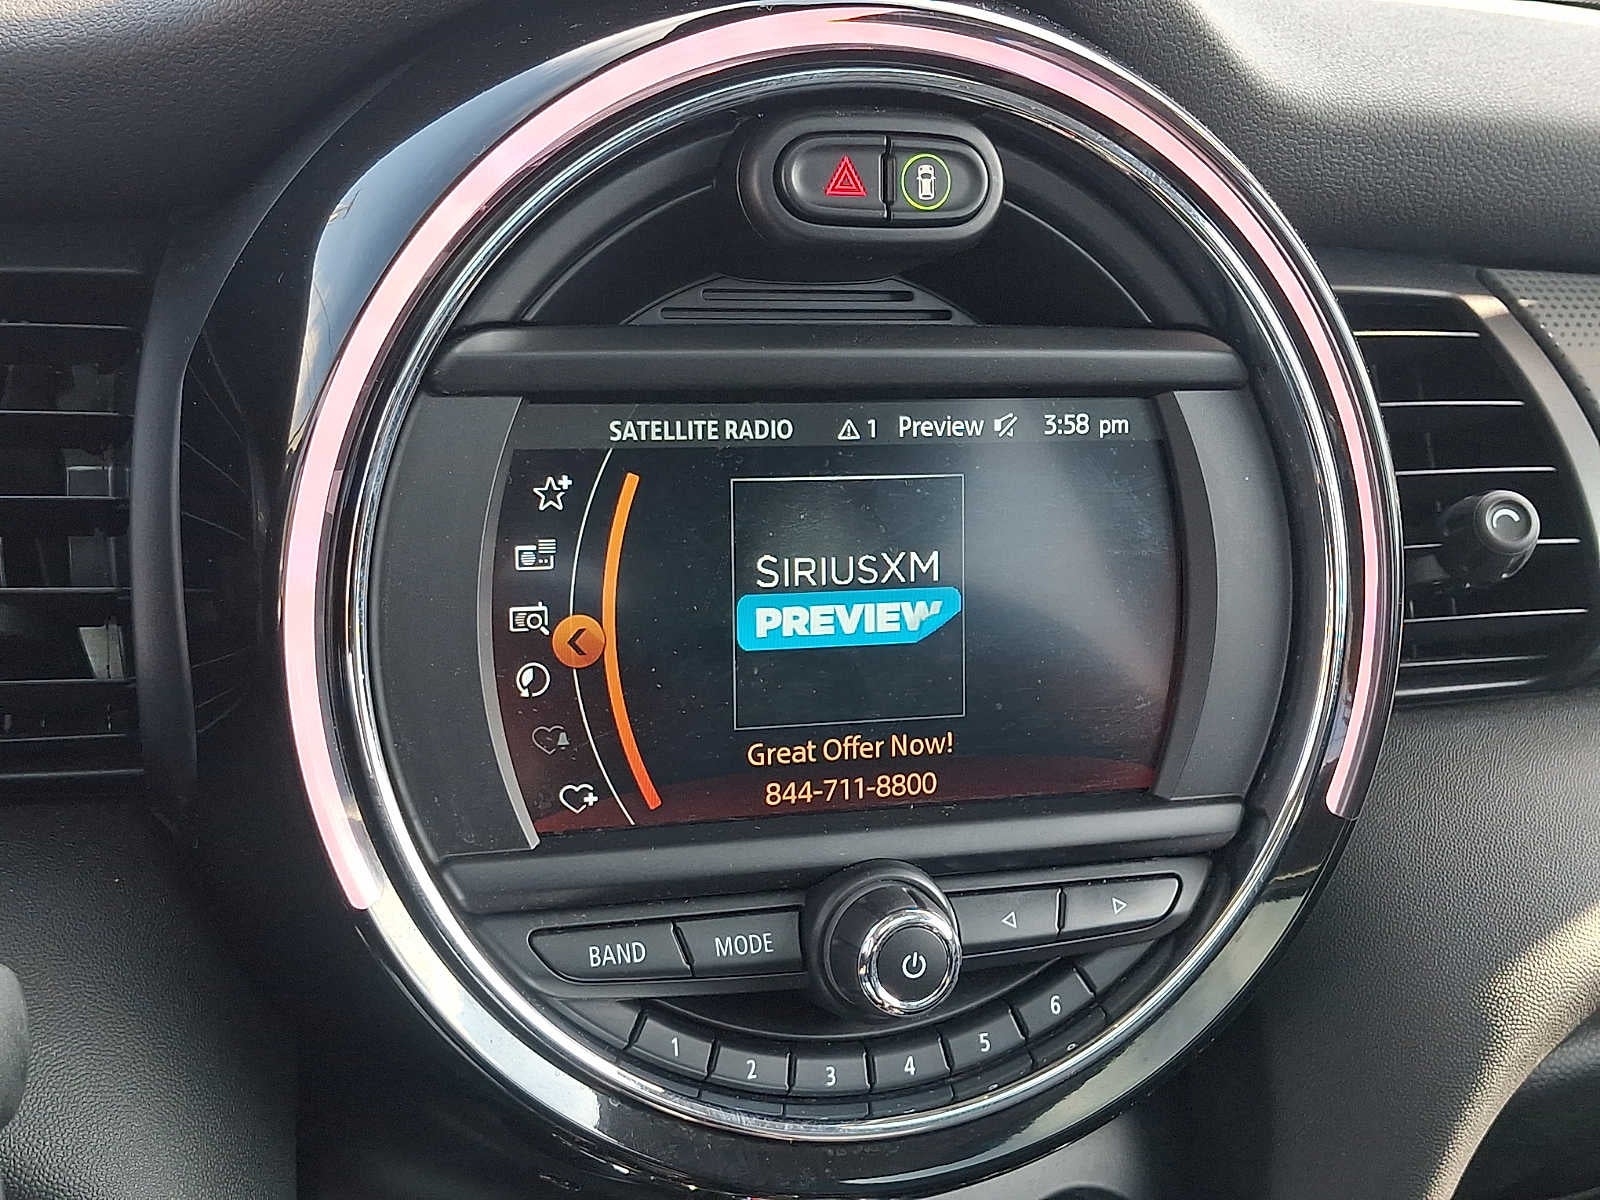 SATELLITE RADIO 1 Preview 3:58 pm
SIRIUSXM
PREVIEW
Great Offer Now!
844-711-8800
BAND MODE
1 2 3 4 5 6